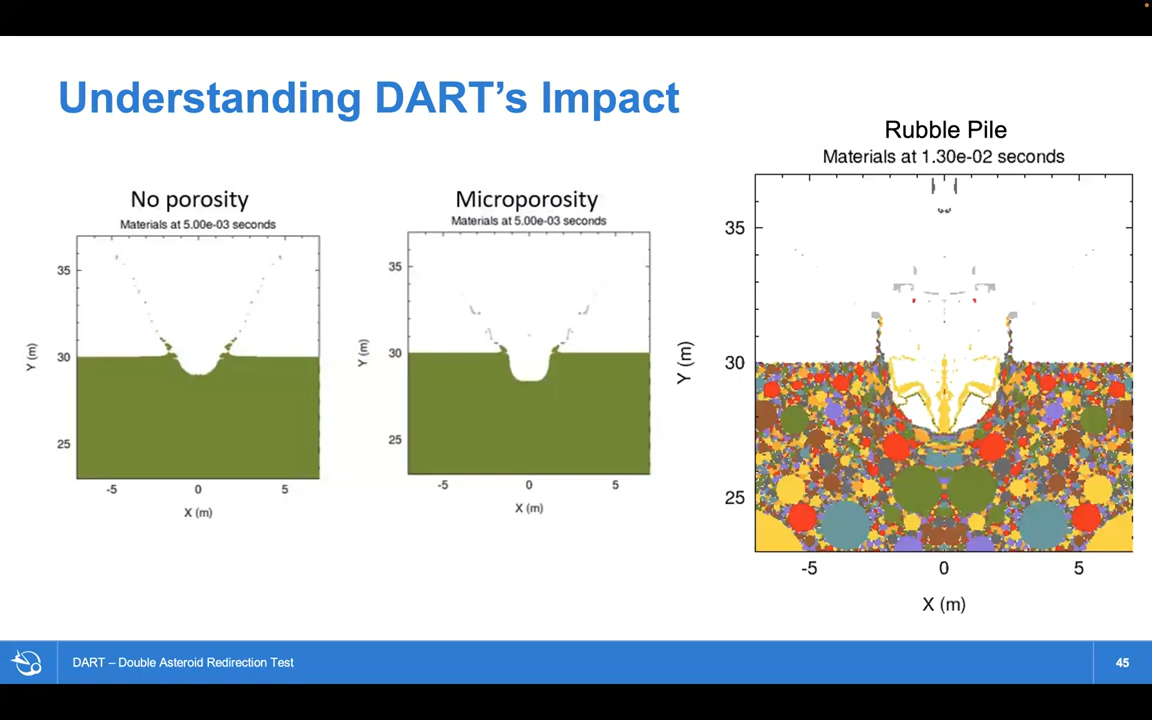 Understanding DART's Impact
No porosity
Materials at 5.00e-03 seconds
35
30
25
Y (m)
-5 0 5
X (m)
Microporosity
Materials at 5.00e-03 seconds
35
30
25
Y (m)
-5 0 5
X (m)
Rubble Pile
Materials at 1.30e-02 seconds
35
30
25
Y (m)
-5 0 5
X (m)
DART – Double Asteroid Redirection Test
45